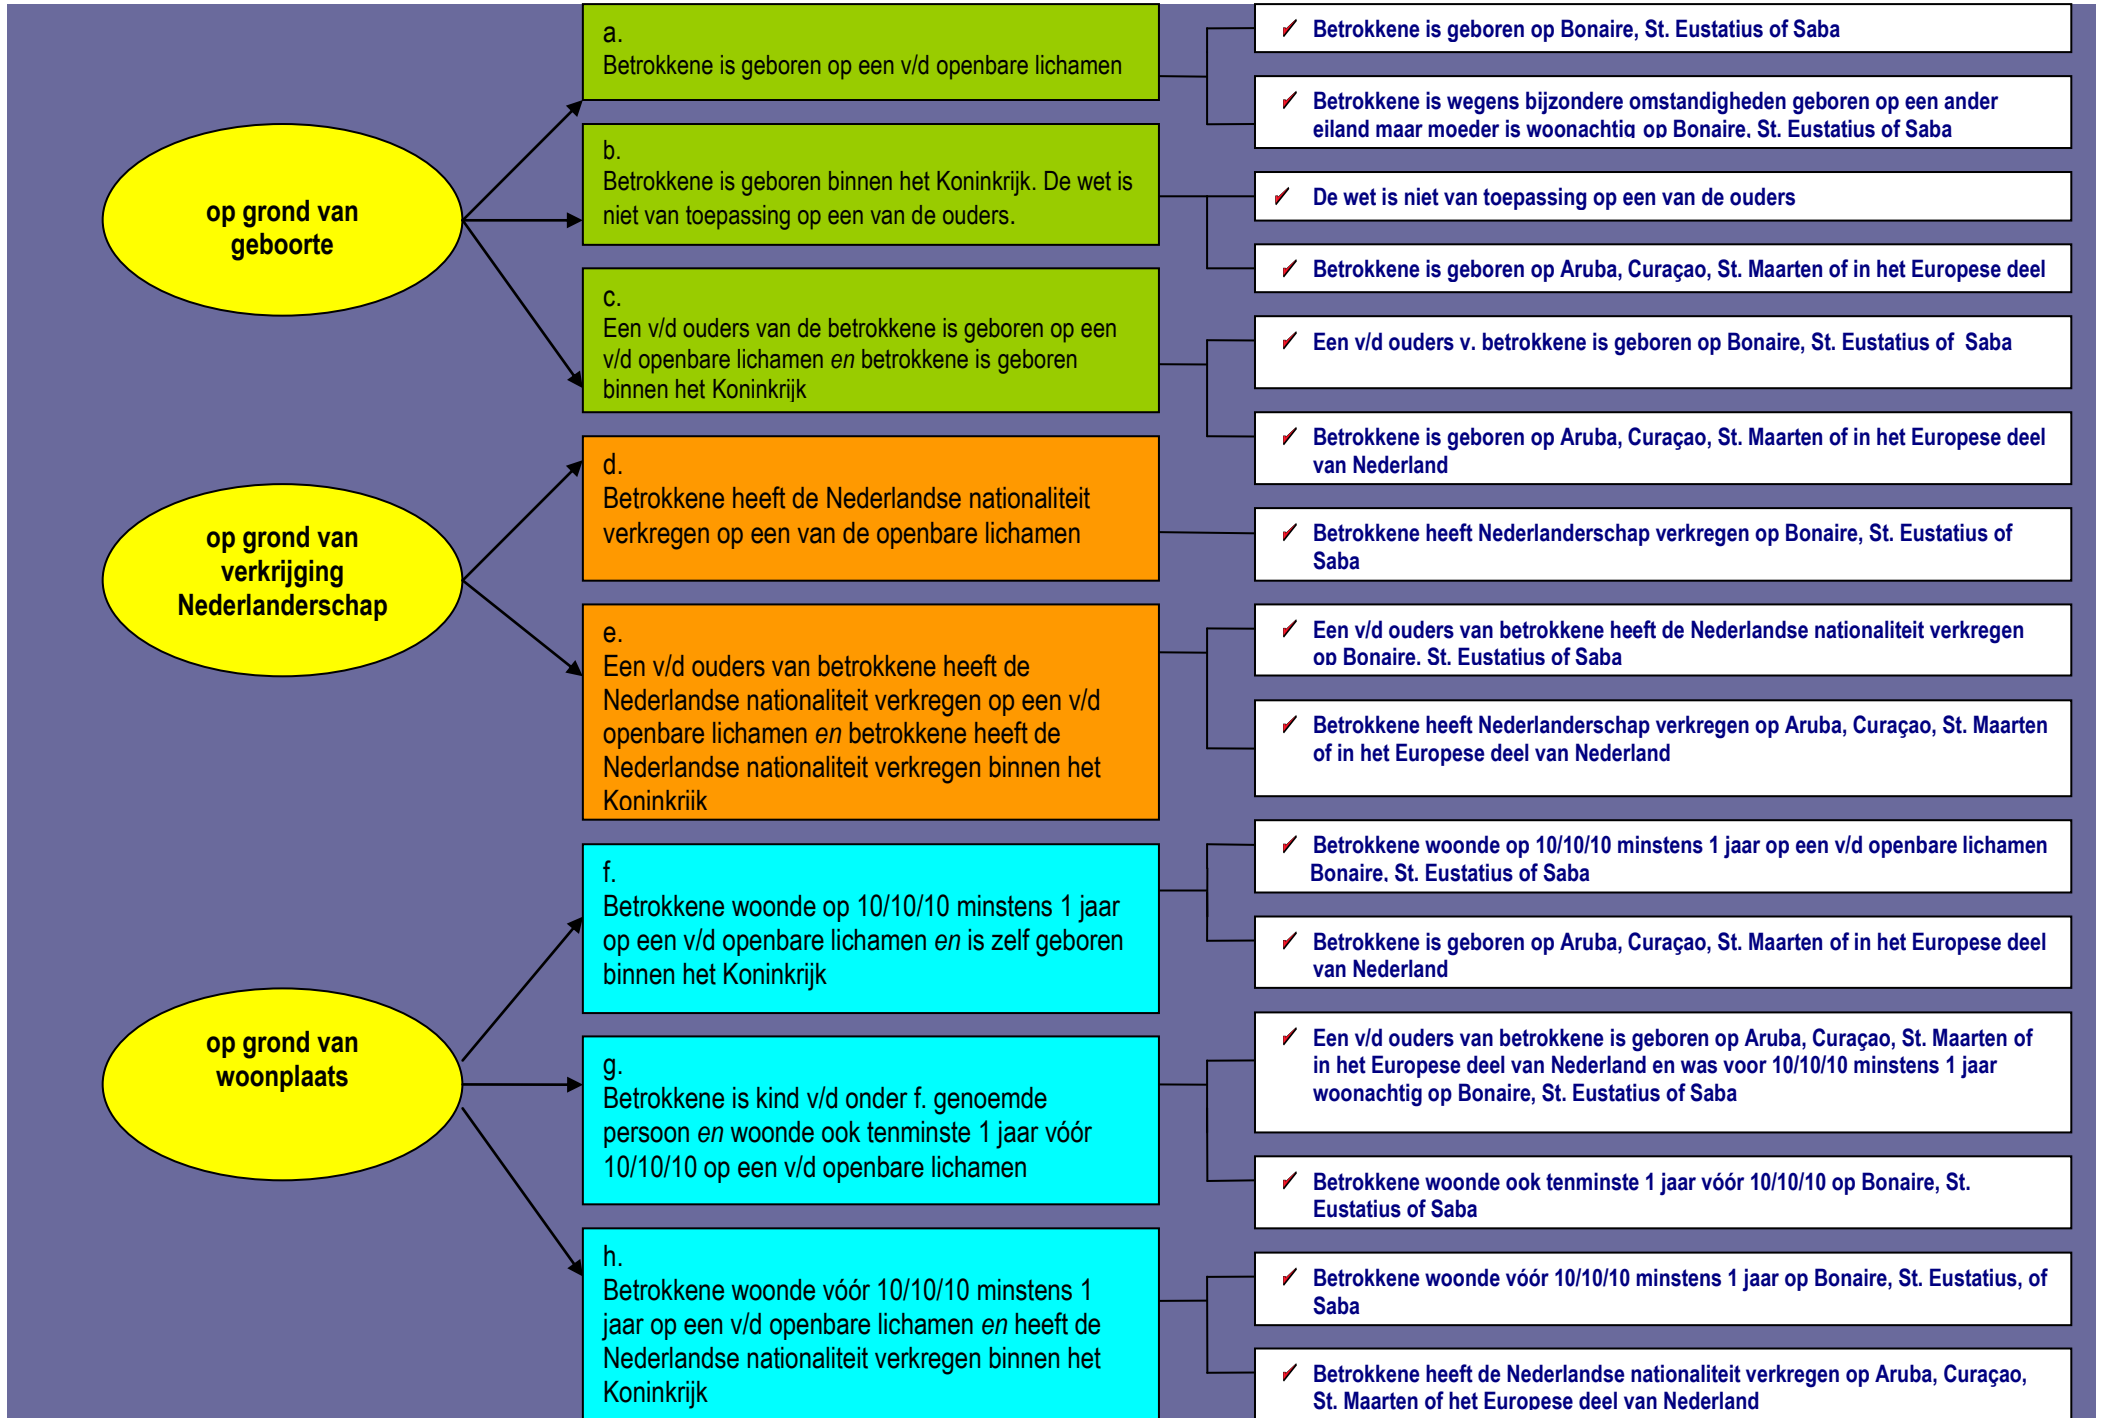 op grond van
geboorte
a.
Betrokkene is geboren op een v/d openbare lichamen
Betrokkene is geboren op Bonaire, St. Eustatius of Saba
Betrokkene is wegens bijzondere omstandigheden geboren op een ander
eiland maar moeder is woonachtig op Bonaire, St. Eustatius of Saba
b.
Betrokkene is geboren binnen het Koninkrijk. De wet is
niet van toepassing op een van de ouders.
De wet is niet van toepassing op een van de ouders
Betrokkene is geboren op Aruba, Curaçao, St. Maarten of in het Europese deel
c.
Een v/d ouders van de betrokkene is geboren op een
v/d openbare lichamen en betrokkene is geboren
binnen het Koninkrijk
Een v/d ouders v. betrokkene is geboren op Bonaire, St. Eustatius of Saba
Betrokkene is geboren op Aruba, Curaçao, St. Maarten of in het Europese deel
van Nederland
op grond van
verkrijging
Nederlanderschap
d.
Betrokkene heeft de Nederlandse nationaliteit
verkregen op een van de openbare lichamen
Betrokkene heeft Nederlanderschap verkregen op Bonaire, St. Eustatius of
Saba
e.
Een v/d ouders van betrokkene heeft de
Nederlandse nationaliteit verkregen op een v/d
openbare lichamen en betrokkene heeft de
Nederlandse nationaliteit verkregen binnen het
Koninkrijk
Een v/d ouders van betrokkene heeft de Nederlandse nationaliteit verkregen
op Bonaire, St. Eustatius of Saba
Betrokkene heeft Nederlanderschap verkregen op Aruba, Curaçao, St. Maarten
of in het Europese deel van Nederland
op grond van
woonplaats
f.
Betrokkene woonde op 10/10/10 minstens 1 jaar
op een v/d openbare lichamen en is zelf geboren
binnen het Koninkrijk
Betrokkene woonde op 10/10/10 minstens 1 jaar op een v/d openbare lichamen
Bonaire, St. Eustatius of Saba
Betrokkene is geboren op Aruba, Curaçao, St. Maarten of in het Europese deel
van Nederland
g.
Betrokkene is kind v/d onder f. genoemde
persoon en woonde ook tenminste 1 jaar vóór
10/10/10 op een v/d openbare lichamen
Een v/d ouders van betrokkene is geboren op Aruba, Curaçao, St. Maarten of
in het Europese deel van Nederland en was voor 10/10/10 minstens 1 jaar
woonachtig op Bonaire, St. Eustatius of Saba
Betrokkene woonde ook tenminste 1 jaar vóór 10/10/10 op Bonaire, St.
Eustatius of Saba
h.
Betrokkene woonde vóór 10/10/10 minstens 1
jaar op een v/d openbare lichamen en heeft de
Nederlandse nationaliteit verkregen binnen het
Koninkrijk
Betrokkene woonde vóór 10/10/10 minstens 1 jaar op Bonaire, St. Eustatius, of
Saba
Betrokkene heeft de Nederlandse nationaliteit verkregen op Aruba, Curaçao,
St. Maarten of het Europese deel van Nederland